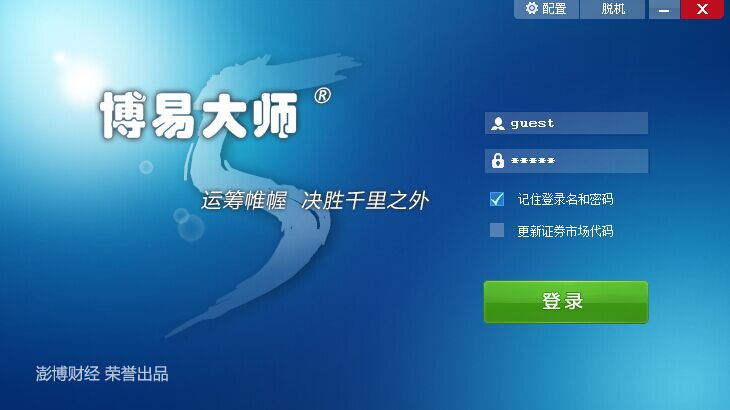 配置 脱机
博易大师®
5
guest
*****
运筹帷幄 决胜千里之外
记住登录名和密码
更新证券市场代码
登录
澎博财经 荣誉出品